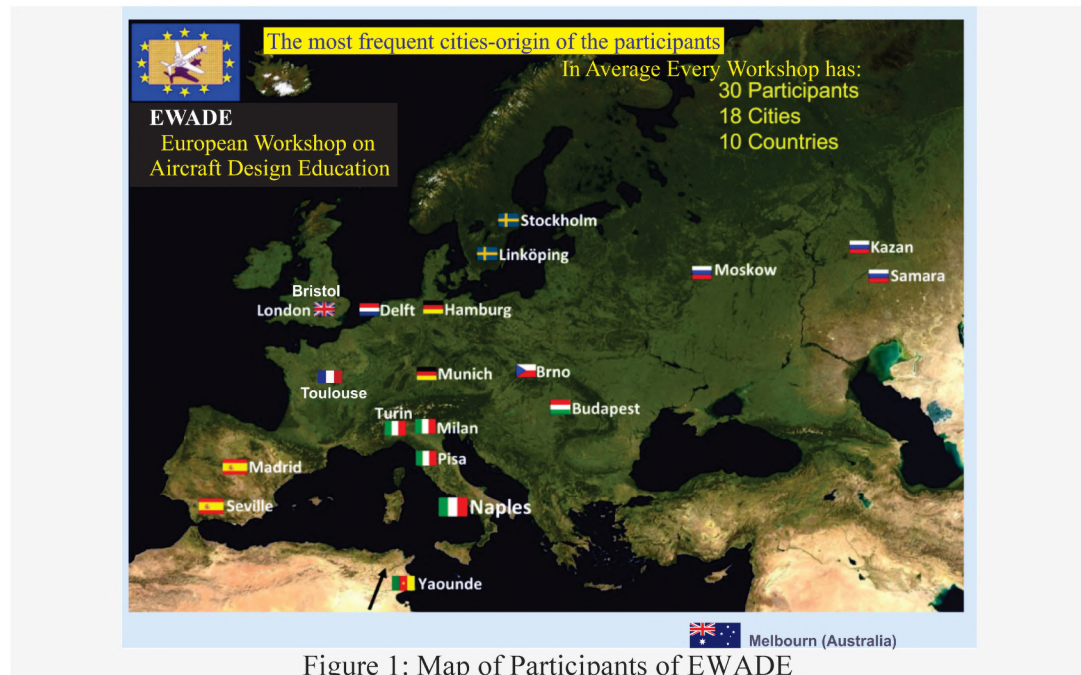 The most frequent cities-origin of the participants
In Average Every Workshop has:
30 Participants
18 Cities
10 Countries
EWADE
European Workshop on
Aircraft Design Education
Stockholm
Linköping
Kazan
Moskow
Samara
Bristol
London
Delft
Hamburg
Munich
Brno
Toulouse
Budapest
Turin
Milan
Pisa
Madrid
Seville
Naples
Yaounde
Melbourn (Australia)
Figure 1: Map of Participants of EWADE